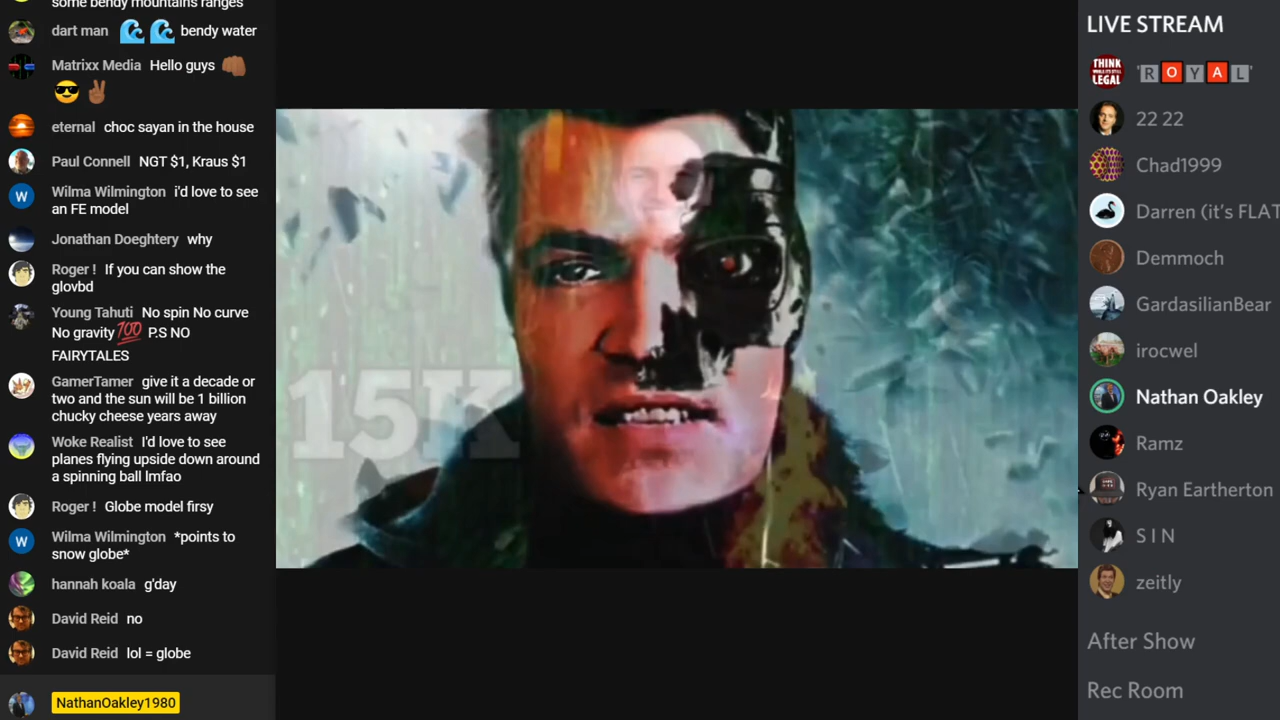 some bendy mountains ranges
dart man 🌊 🌊 bendy water
Matrixx Media Hello guys 👊🏾
😎 ✌🏾
eternal choc sayan in the house
Paul Connell NGT $1, Kraus $1
W Wilma Wilmington i'd love to see
an FE model
Jonathan Doeghtery why
Roger ! If you can show the
glovbd
Young Tahuti No spin No curve
No gravity💯 P.S NO
FAIRYTALES
GamerTamer give it a decade or
two and the sun will be 1 billion
chucky cheese years away
Woke Realist I'd love to see
planes flying upside down around
a spinning ball lmfao
Roger ! Globe model firsy
W Wilma Wilmington *points to
snow globe*
hannah koala g'day
David Reid no
David Reid lol = globe
NathanOakley1980
15K
LIVE STREAM
THINK
WHILE IT'S STILL
LEGAL
'ROYAL'
22 22
Chad1999
Darren (it's FLAT
Demmoch
GardasilianBear
irocwel
Nathan Oakley
Ramz
Ryan Eartherton
S I N
zeitly
After Show
Rec Room